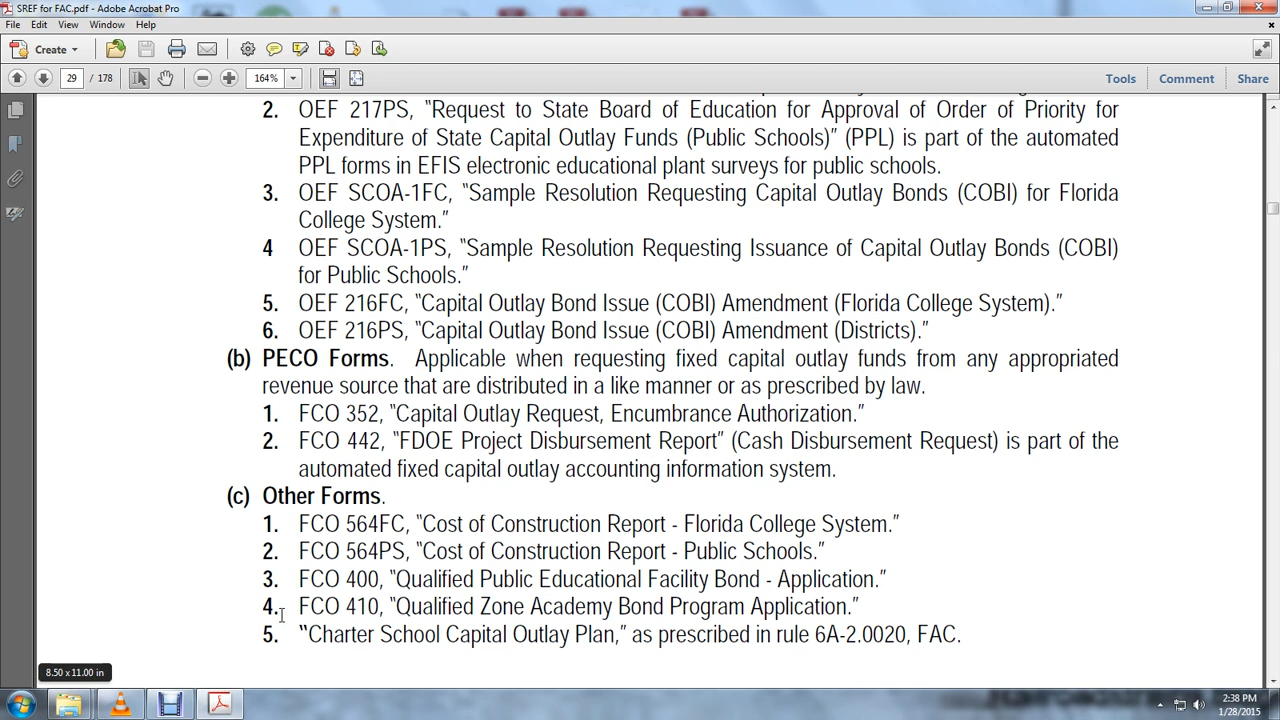 SREF for FAC.pdf - Adobe Acrobat Pro
File Edit View Window Help
Create
29 / 178 164% Tools Comment Share
2. OEF 217PS, “Request to State Board of Education for Approval of Order of Priority for
Expenditure of State Capital Outlay Funds (Public Schools)” (PPL) is part of the automated
PPL forms in EFIS electronic educational plant surveys for public schools.
3. OEF SCOA-1FC, “Sample Resolution Requesting Capital Outlay Bonds (COBI) for Florida
College System.”
4 OEF SCOA-1PS, “Sample Resolution Requesting Issuance of Capital Outlay Bonds (COBI)
for Public Schools.”
5. OEF 216FC, “Capital Outlay Bond Issue (COBI) Amendment (Florida College System).”
6. OEF 216PS, “Capital Outlay Bond Issue (COBI) Amendment (Districts).”
(b) PECO Forms. Applicable when requesting fixed capital outlay funds from any appropriated
revenue source that are distributed in a like manner or as prescribed by law.
1. FCO 352, “Capital Outlay Request, Encumbrance Authorization.”
2. FCO 442, “FDOE Project Disbursement Report” (Cash Disbursement Request) is part of the
automated fixed capital outlay accounting information system.
(c) Other Forms.
1. FCO 564FC, “Cost of Construction Report - Florida College System.”
2. FCO 564PS, “Cost of Construction Report - Public Schools.”
3. FCO 400, “Qualified Public Educational Facility Bond - Application.”
4. FCO 410, “Qualified Zone Academy Bond Program Application.”
5. “Charter School Capital Outlay Plan,” as prescribed in rule 6A-2.0020, FAC.
8.50 x 11.00 in
2:38 PM
1/28/2015